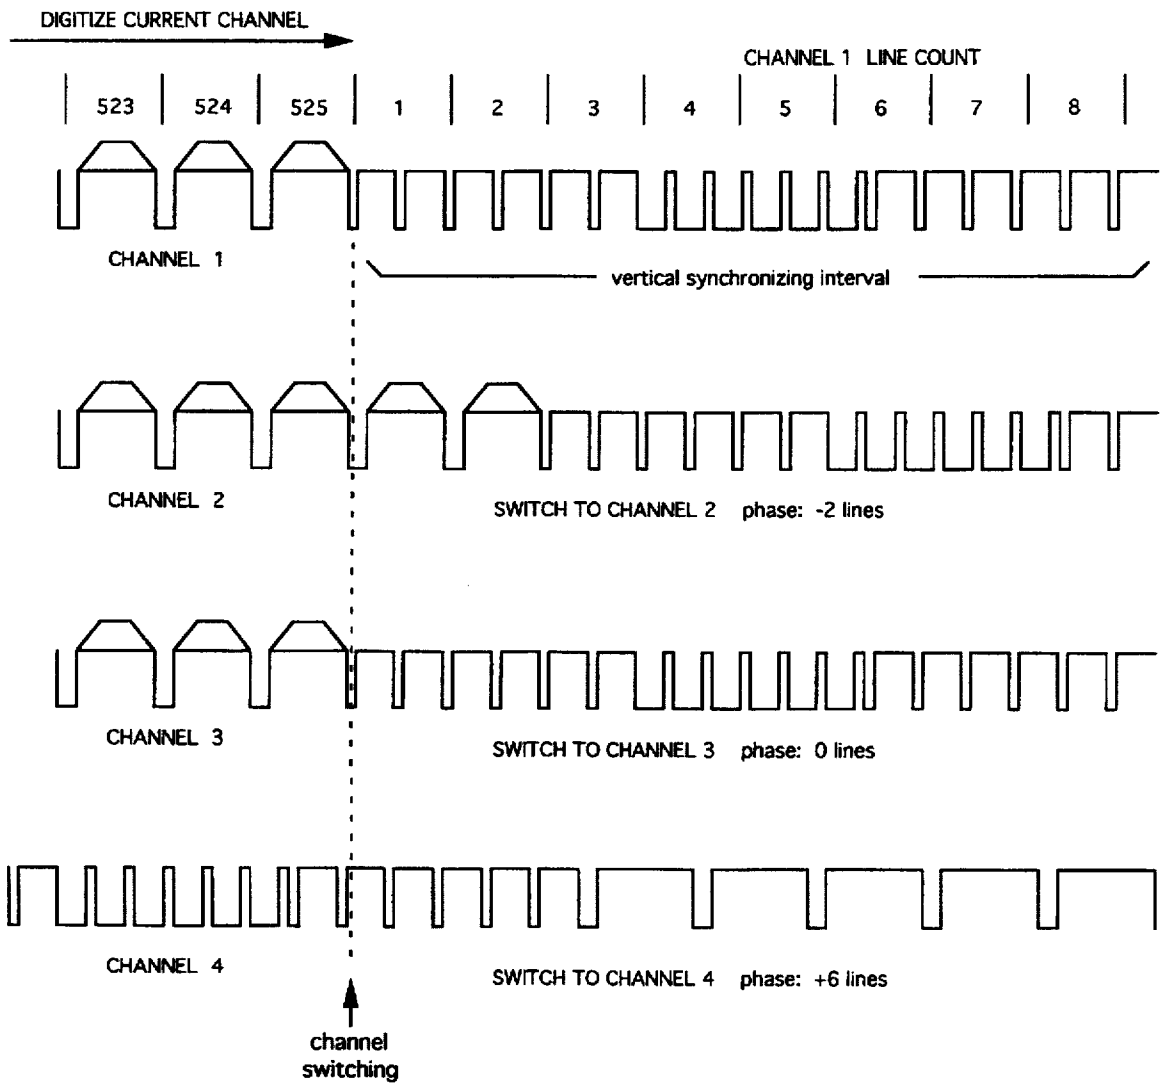 DIGITIZE CURRENT CHANNEL
CHANNEL 1 LINE COUNT
523 524 525 1 2 3 4 5 6 7 8
CHANNEL 1
vertical synchronizing interval
CHANNEL 2
SWITCH TO CHANNEL 2 phase: -2 lines
CHANNEL 3
SWITCH TO CHANNEL 3 phase: 0 lines
CHANNEL 4
SWITCH TO CHANNEL 4 phase: +6 lines
channel
switching